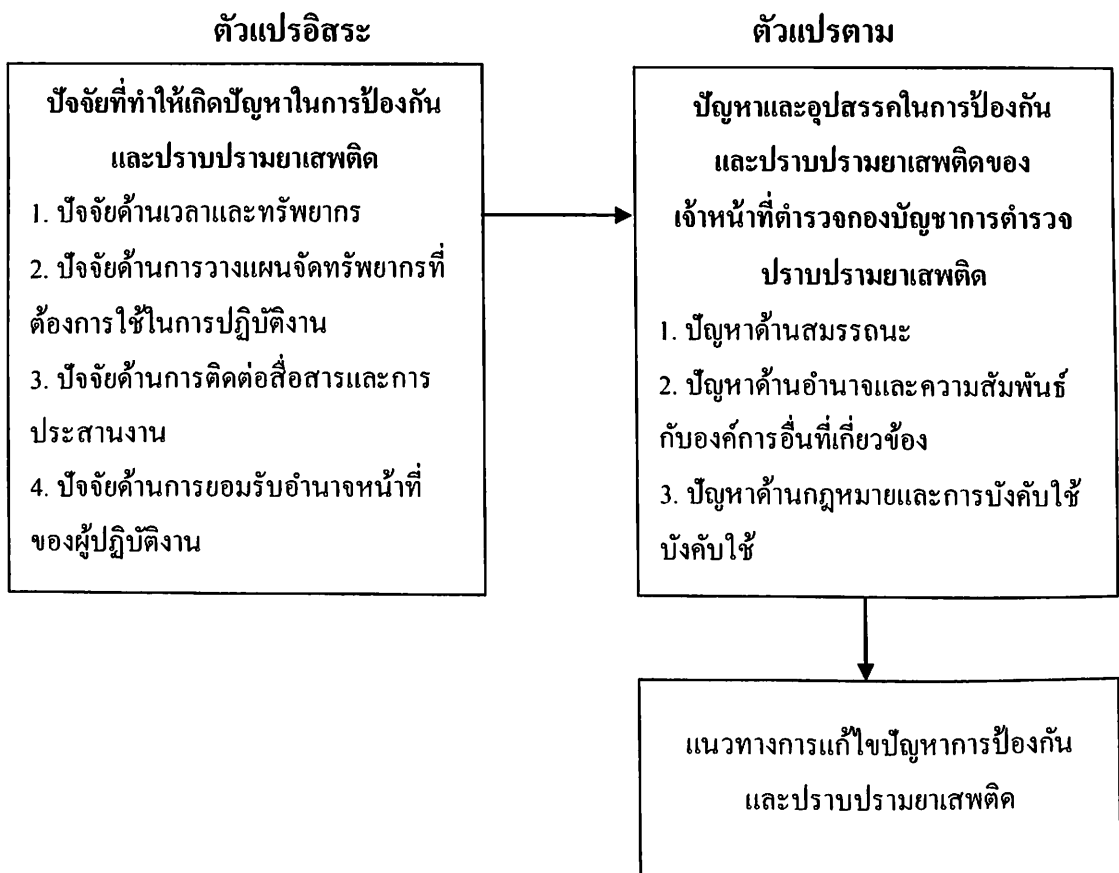 ตัวแปรอิสระ
ตัวแปรตาม
ปัจจัยที่ทำให้เกิดปัญหาในการป้องกัน
และปราบปรามยาเสพติด
1. ปัจจัยด้านเวลาและทรัพยากร
2. ปัจจัยด้านการวางแผนจัดทรัพยากรที่
ต้องการใช้ในการปฏิบัติงาน
3. ปัจจัยด้านการติดต่อสื่อสารและการ
ประสานงาน
4. ปัจจัยด้านการยอมรับอำนาจหน้าที่
ของผู้ปฏิบัติงาน
ปัญหาและอุปสรรคในการป้องกัน
และปราบปรามยาเสพติดของ
เจ้าหน้าที่ตำรวจกองบัญชาการตำรวจ
ปราบปรามยาเสพติด
1. ปัญหาด้านสมรรถนะ
2. ปัญหาด้านอำนาจและความสัมพันธ์
กับองค์การอื่นที่เกี่ยวข้อง
3. ปัญหาด้านกฎหมายและการบังคับใช้
บังคับใช้
แนวทางการแก้ไขปัญหาการป้องกัน
และปราบปรามยาเสพติด